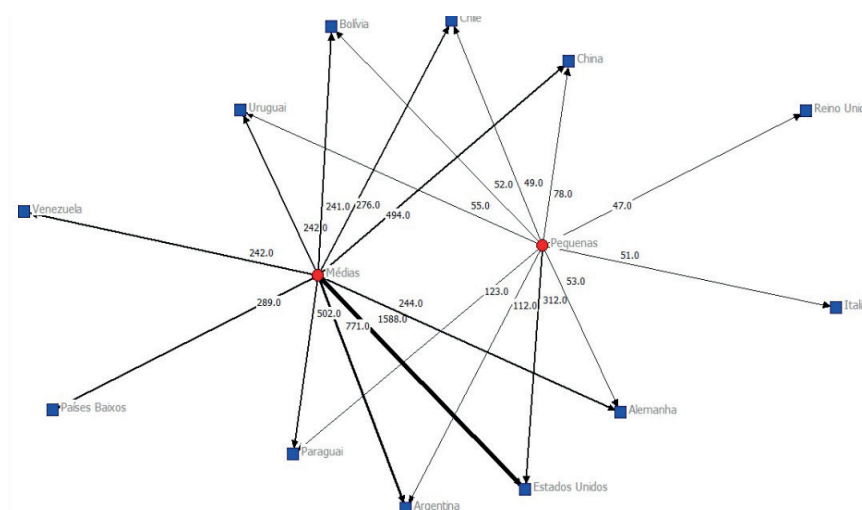 Chile
Bolívia
China
Uruguai
Reino Unid
52.0
49.0
78.0
241.0
276.0
55.0
47.0
Venezuela
494.0
242.0
Pequenas
242.0
51.0
Médias
53.0
289.0
123.0
244.0
112.0
312.0
502.0
1588.0
771.0
Itali
Países Baixos
Alemanha
Paraguai
Estados Unidos
Argentina